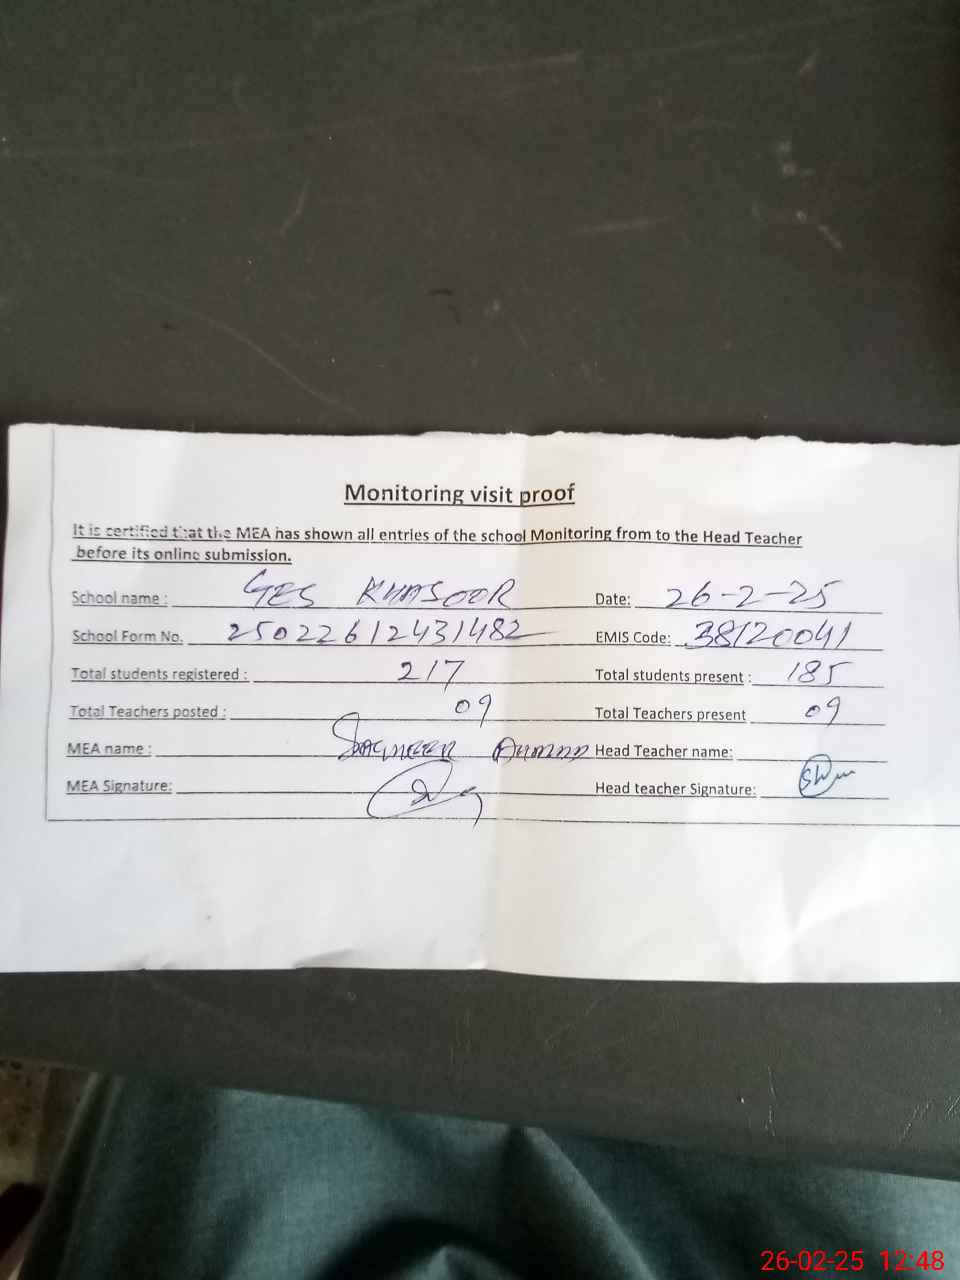 Monitoring visit proof
It is certified that the MEA has shown all entries of the school Monitoring from to the Head Teacher
before its online submission.
School name : GES KHASOOR Date: 26-2-25
School Form No. 25022612431482 EMIS Code: 38120041
Total students registered : 217 Total students present : 185
Total Teachers posted : 09 Total Teachers present 09
MEA name : Head Teacher name:
MEA Signature: Head teacher Signature:
26-02-25 12:48